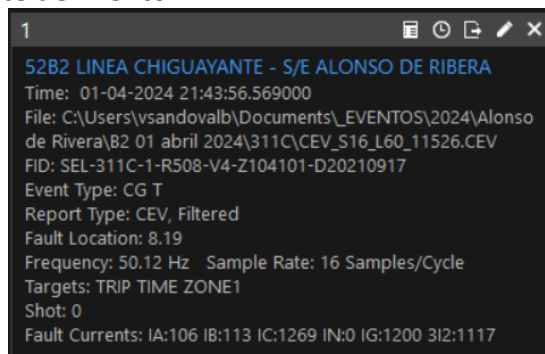 1
52B2 LINEA CHIGUAYANTE - S/E ALONSO DE RIBERA
Time: 01-04-2024 21:43:56.569000
File: C:\Users\vsandovalb\Documents\_EVENTOS\2024\Alonso
de Rivera\B2 01 abril 2024\311C\CEV_S16_L60_11526.CEV
FID: SEL-311C-1-R508-V4-Z104101-D20210917
Event Type: CG T
Report Type: CEV, Filtered
Fault Location: 8.19
Frequency: 50.12 Hz Sample Rate: 16 Samples/Cycle
Targets: TRIP TIME ZONE1
Shot: 0
Fault Currents: IA:106 IB:113 IC:1269 IN:0 IG:1200 3I2:1117